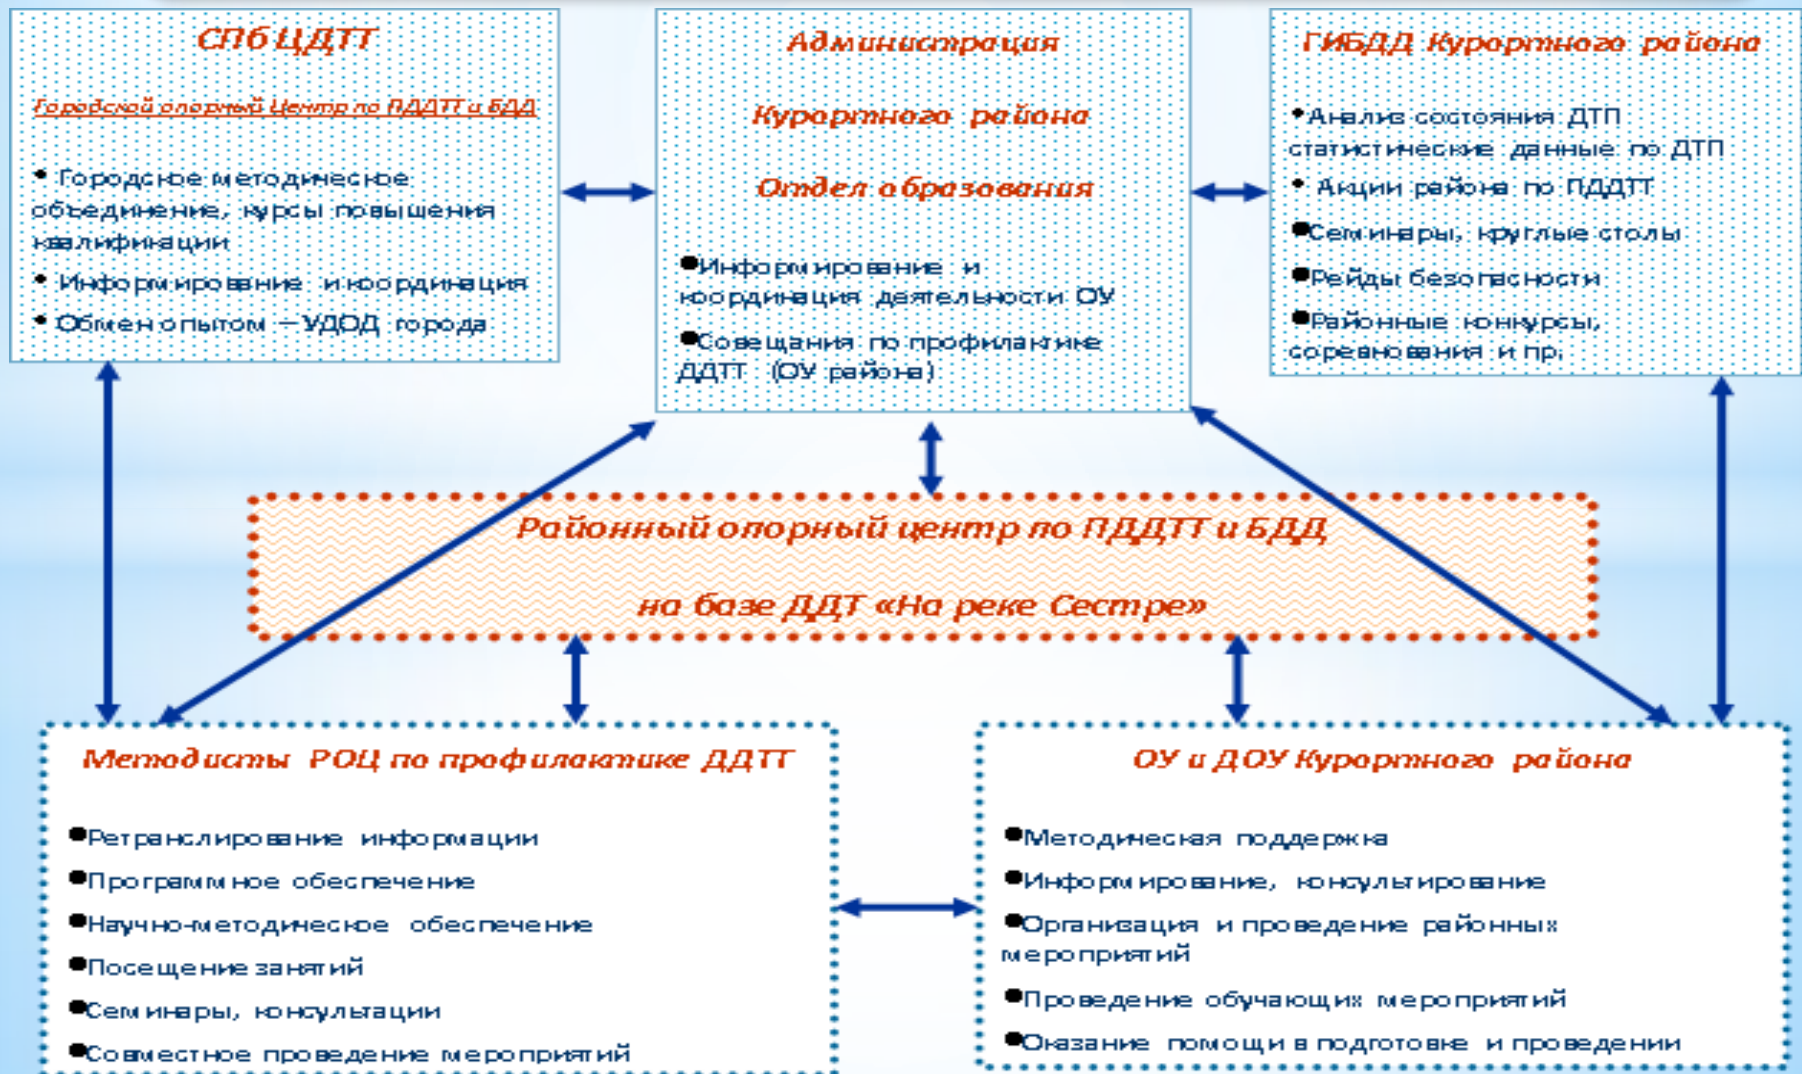 СПб ЦДТТ
Городской опорный Центр по ПДДТТ и БДД
• Городское методическое
объединение, курсы повышения
квалификации
• Информирование и координация
• Обмен опытом – УДОД города
Администрация
Курортного района
Отдел образования
●Информирование и
координация деятельности ОУ
●Совещания по профилактике
ДДТТ (ОУ района)
ГИБДД Курортного района
•Анализ состояния ДТП
статистические данные по ДТП
• Акции района по ПДДТТ
●Семинары, круглые столы
●Рейды безопасности
●Районные конкурсы,
соревнования и пр.
Районный опорный центр по ПДДТТ и БДД
на базе ДДТ «На реке Сестре»
Методисты РОЦ по профилактике ДДТТ
●Ретранслирование информации
●Программное обеспечение
●Научно-методическое обеспечение
●Посещение занятий
●Семинары, консультации
●Совместное проведение мероприятий
ОУ и ДОУ Курортного района
●Методическая поддержка
●Информирование, консультирование
●Организация и проведение районных
мероприятий
●Проведение обучающих мероприятий
●Оказание помощи в подготовке и проведении